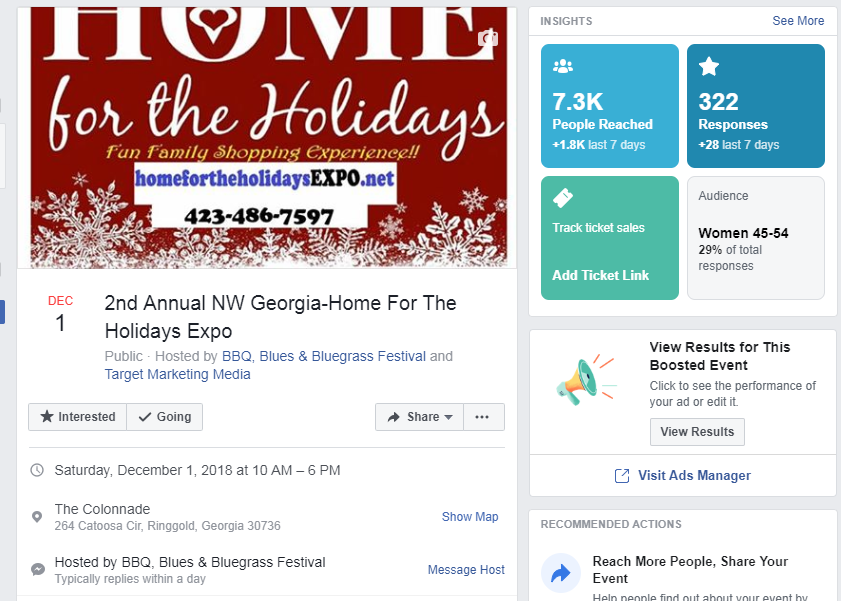 HOME
for the Holidays
Fun Family Shopping Experience!!
homefortheholidaysEXPO.net
423-486-7597
DEC
1
2nd Annual NW Georgia-Home For The
Holidays Expo
Public · Hosted by BBQ, Blues & Bluegrass Festival and
Target Marketing Media
Interested
Going
Share
Saturday, December 1, 2018 at 10 AM – 6 PM
The Colonnade
264 Catoosa Cir, Ringgold, Georgia 30736
Show Map
Hosted by BBQ, Blues & Bluegrass Festival
Typically replies within a day
Message Host
INSIGHTS
See More
7.3K
People Reached
+1.8K last 7 days
322
Responses
+28 last 7 days
Track ticket sales
Add Ticket Link
Audience
Women 45-54
29% of total
responses
View Results for This
Boosted Event
Click to see the performance of
your ad or edit it.
View Results
Visit Ads Manager
RECOMMENDED ACTIONS
Reach More People, Share Your
Event
Help people find out about your event by